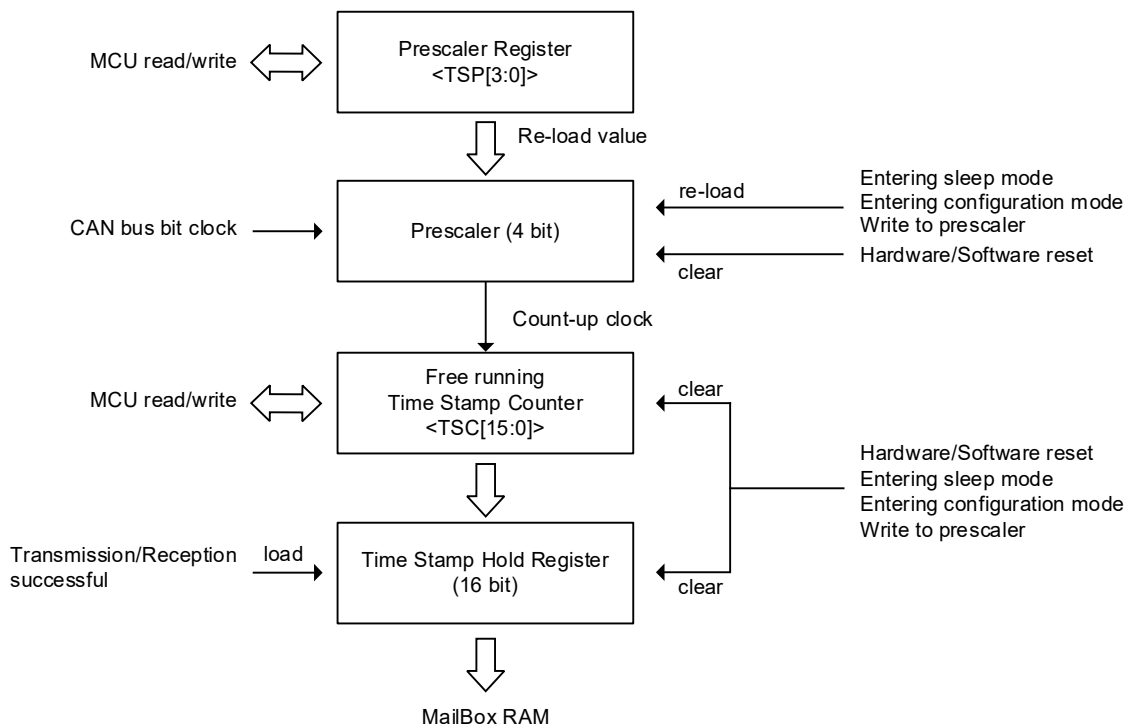 Prescaler Register
<TSP[3:0]>
MCU read/write
Re-load value
Prescaler (4 bit)
CAN bus bit clock
re-load
Entering sleep mode
Entering configuration mode
Write to prescaler
clear
Hardware/Software reset
Count-up clock
Free running
Time Stamp Counter
<TSC[15:0]>
MCU read/write
clear
Hardware/Software reset
Entering sleep mode
Entering configuration mode
Write to prescaler
Transmission/Reception
successful
load
Time Stamp Hold Register
(16 bit)
clear
MailBox RAM